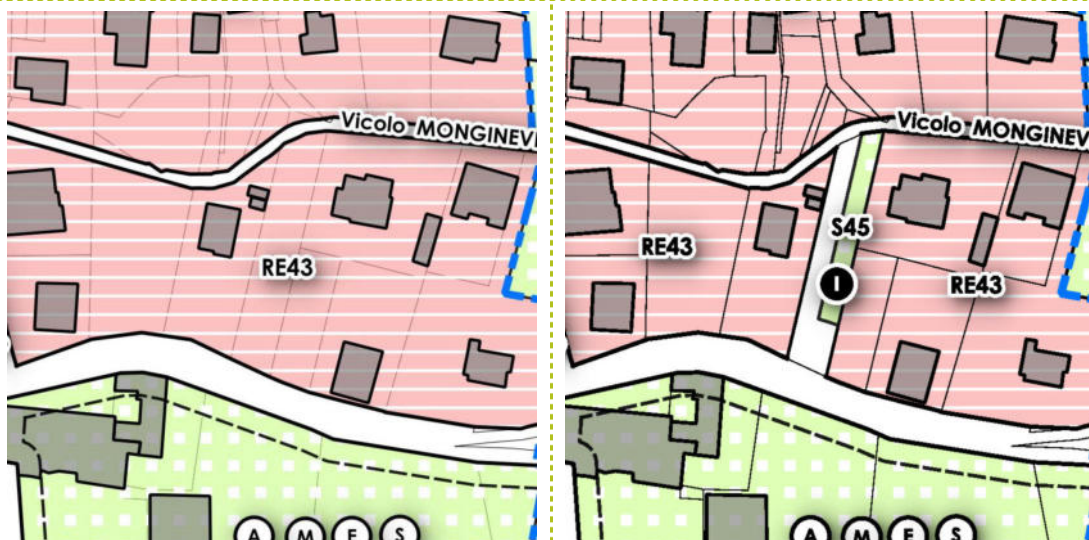 Vicolo MONGINEV
RE43
A M F S
Vicolo MONGINEV
S45
RE43
I
RE43
A M F S